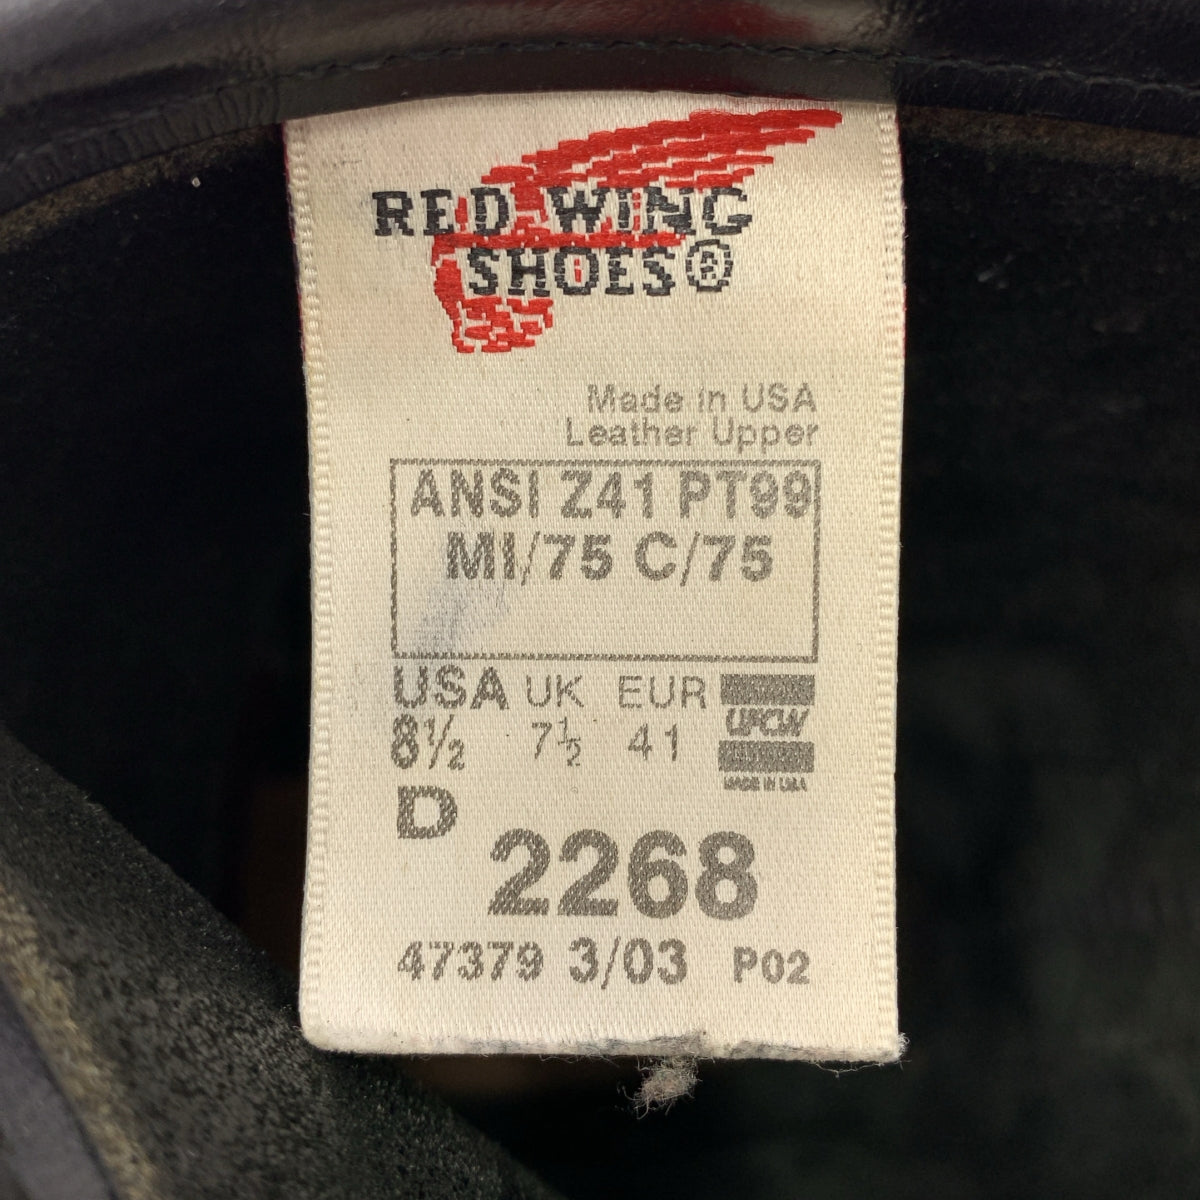 RED WING
SHOES®
Made in USA
Leather Upper
ANSI Z41 PT99
MI/75 C/75
USA UK EUR
8½ 7½ 41
UFCW
MADE IN USA
D
2268
47379 3/03 P02